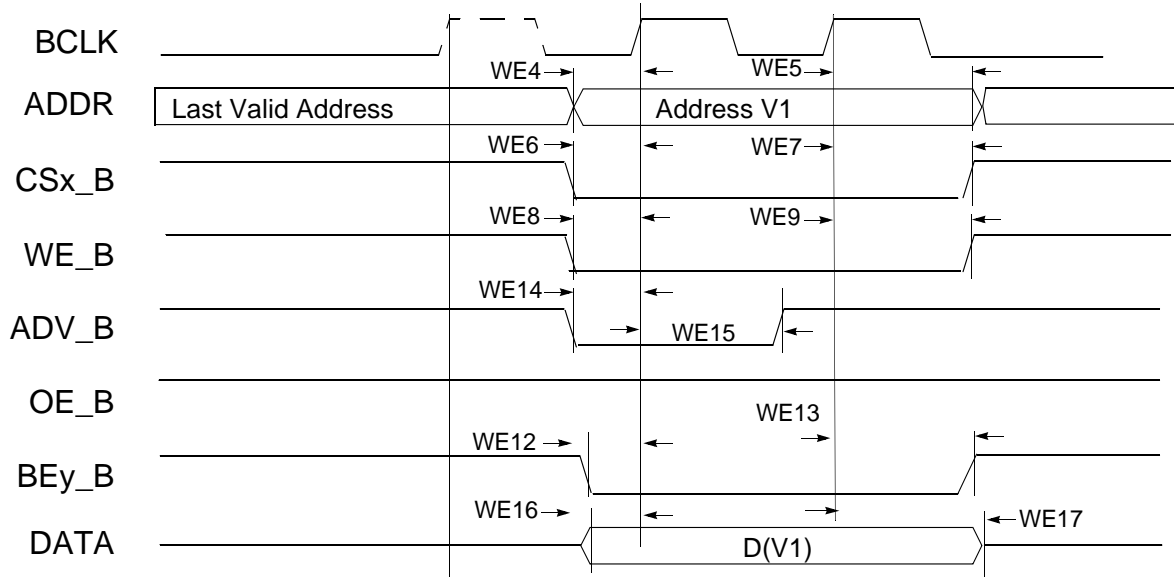 BCLK
WE4 WE5
ADDR Last Valid Address Address V1
WE6 WE7
CSx_B
WE8 WE9
WE_B
WE14
ADV_B WE15
OE_B
WE13
WE12
BEy_B
WE16 WE17
DATA D(V1)